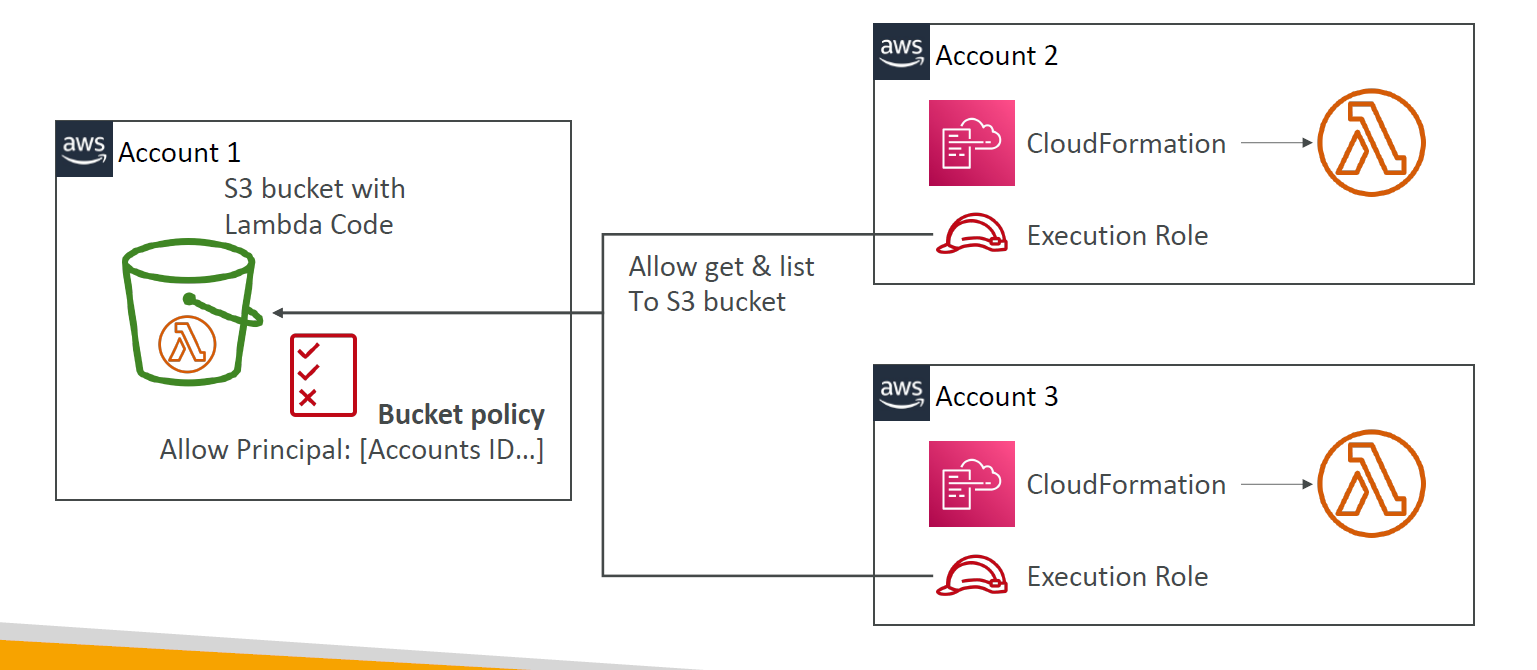 aws
Account 1
S3 bucket with
Lambda Code
Bucket policy
Allow Principal: [Accounts ID...]
Allow get & list
To S3 bucket
aws
Account 2
CloudFormation
Execution Role
aws
Account 3
CloudFormation
Execution Role